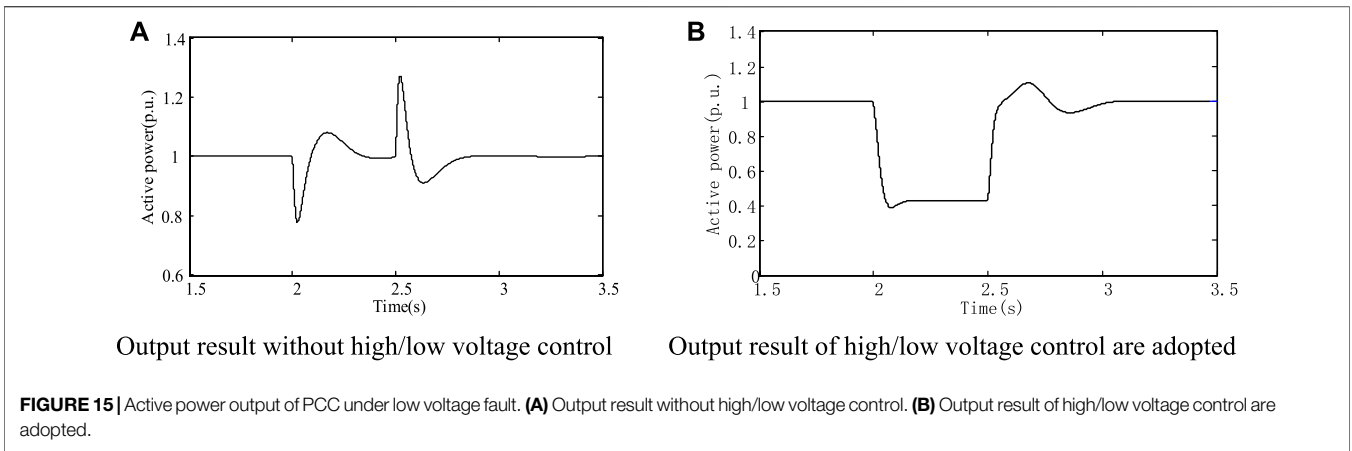 A
1.4
1.2
1
0.8
0.6
Active power(p.u.)
1.5
2
2.5
3
3.5
Time(s)
Output result without high/low voltage control
B
1.4
1.2
1
0.8
0.6
0.4
0.2
0
Active power(p.u.)
1.5
2
2.5
3
3.5
Time(s)
Output result of high/low voltage control are adopted
FIGURE 15 | Active power output of PCC under low voltage fault. (A) Output result without high/low voltage control. (B) Output result of high/low voltage control are
adopted.